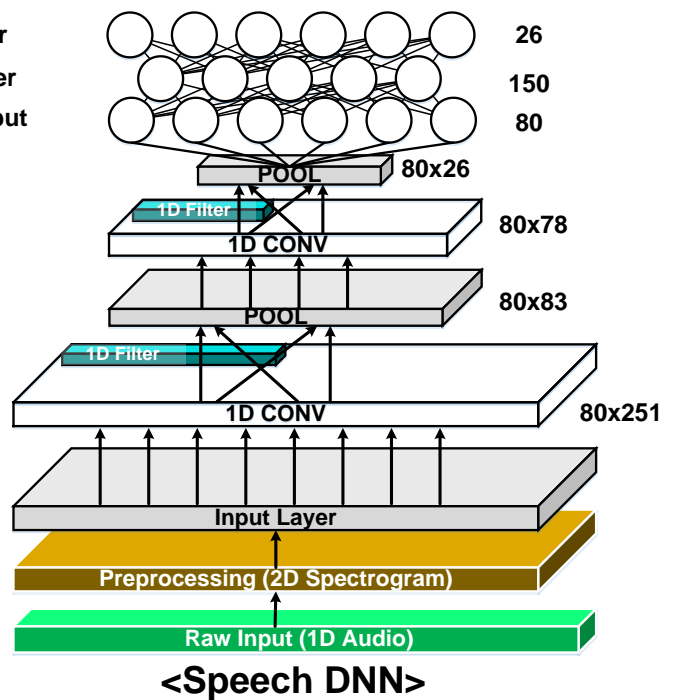 r 26
er 150
out 80
POOL 80x26
1D Filter
1D CONV 80x78
POOL 80x83
1D Filter
1D CONV 80x251
Input Layer
Preprocessing (2D Spectrogram)
Raw Input (1D Audio)
<Speech DNN>